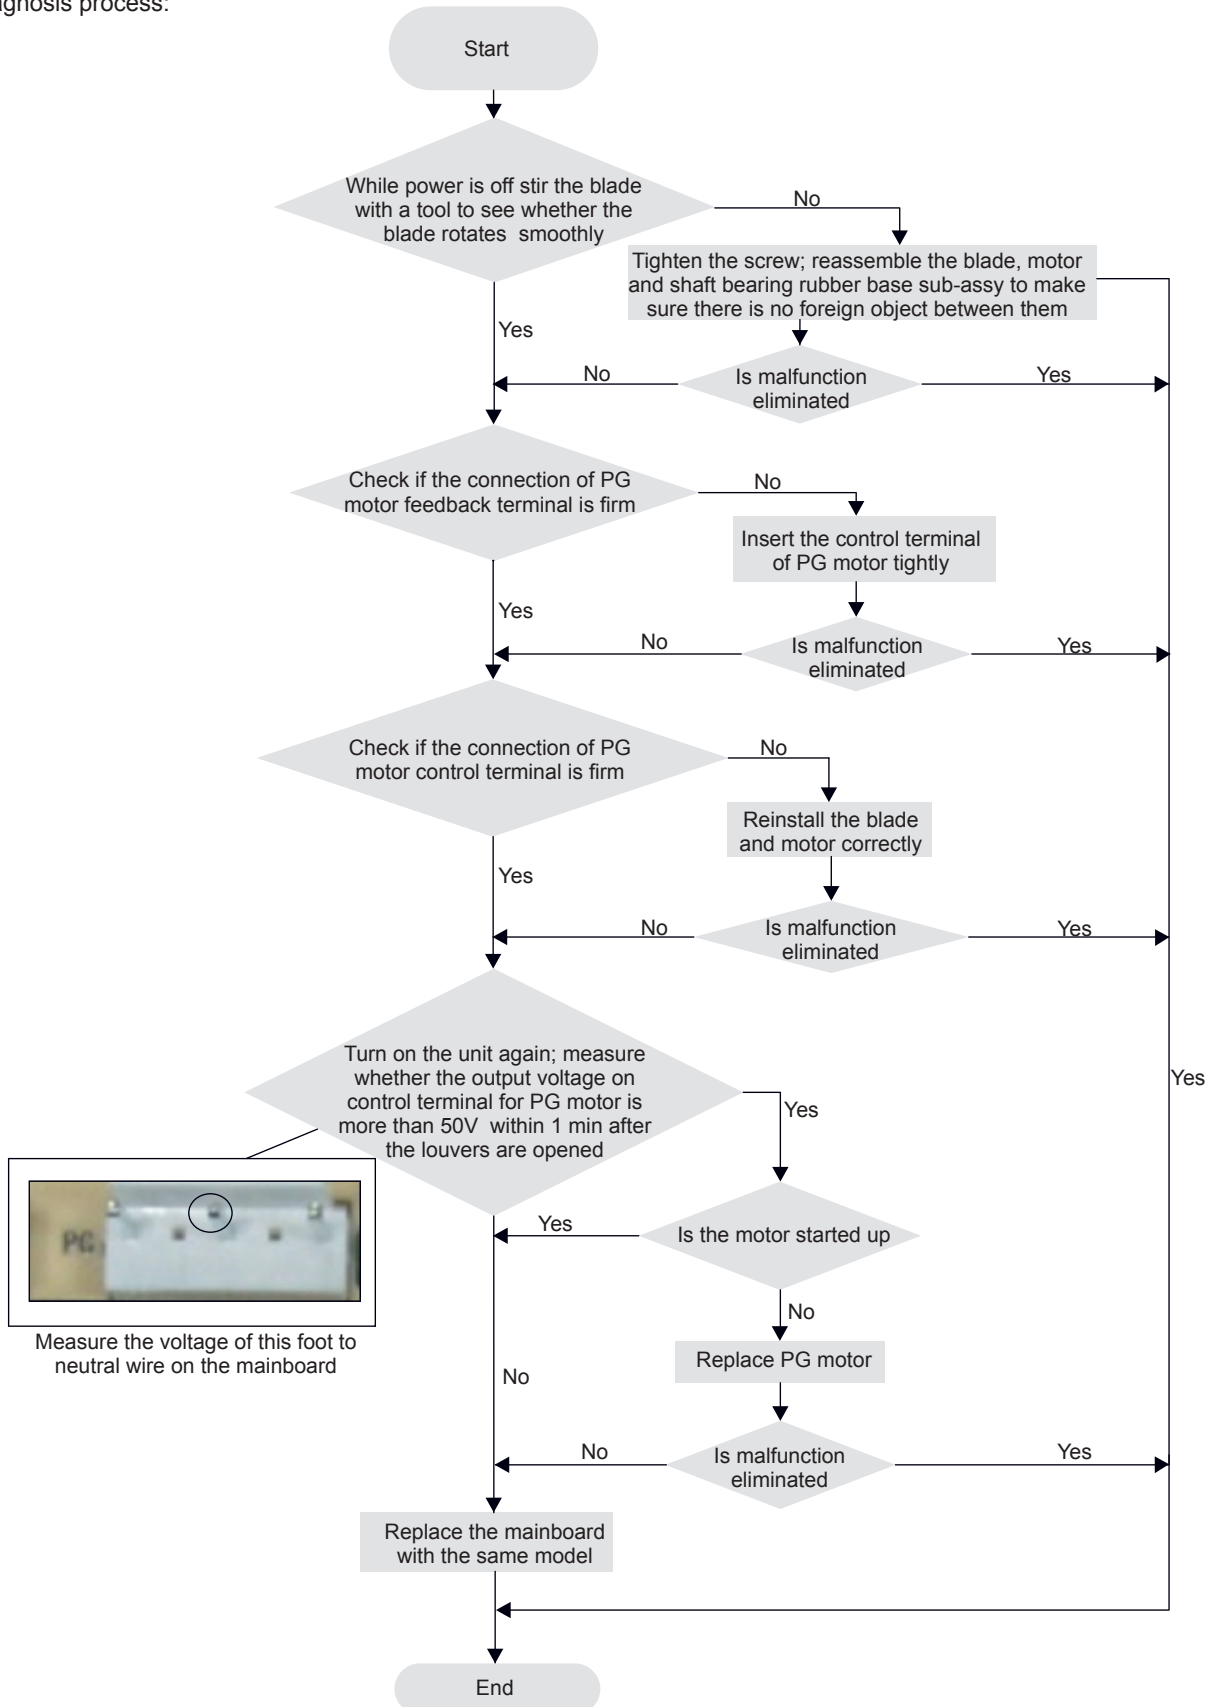 agnosis process:
Start
While power is off stir the blade
with a tool to see whether the
blade rotates smoothly
No
Tighten the screw; reassemble the blade, motor
and shaft bearing rubber base sub-assy to make
sure there is no foreign object between them
Yes
No
Is malfunction
eliminated
Yes
Check if the connection of PG
motor feedback terminal is firm
No
Insert the control terminal
of PG motor tightly
Yes
No
Is malfunction
eliminated
Yes
Check if the connection of PG
motor control terminal is firm
No
Reinstall the blade
and motor correctly
Yes
No
Is malfunction
eliminated
Yes
Turn on the unit again; measure
whether the output voltage on
control terminal for PG motor is
more than 50V within 1 min after
the louvers are opened
Yes
Yes
PG
Measure the voltage of this foot to
neutral wire on the mainboard
Yes
Is the motor started up
No
Replace PG motor
No
No
Is malfunction
eliminated
Yes
Replace the mainboard
with the same model
End